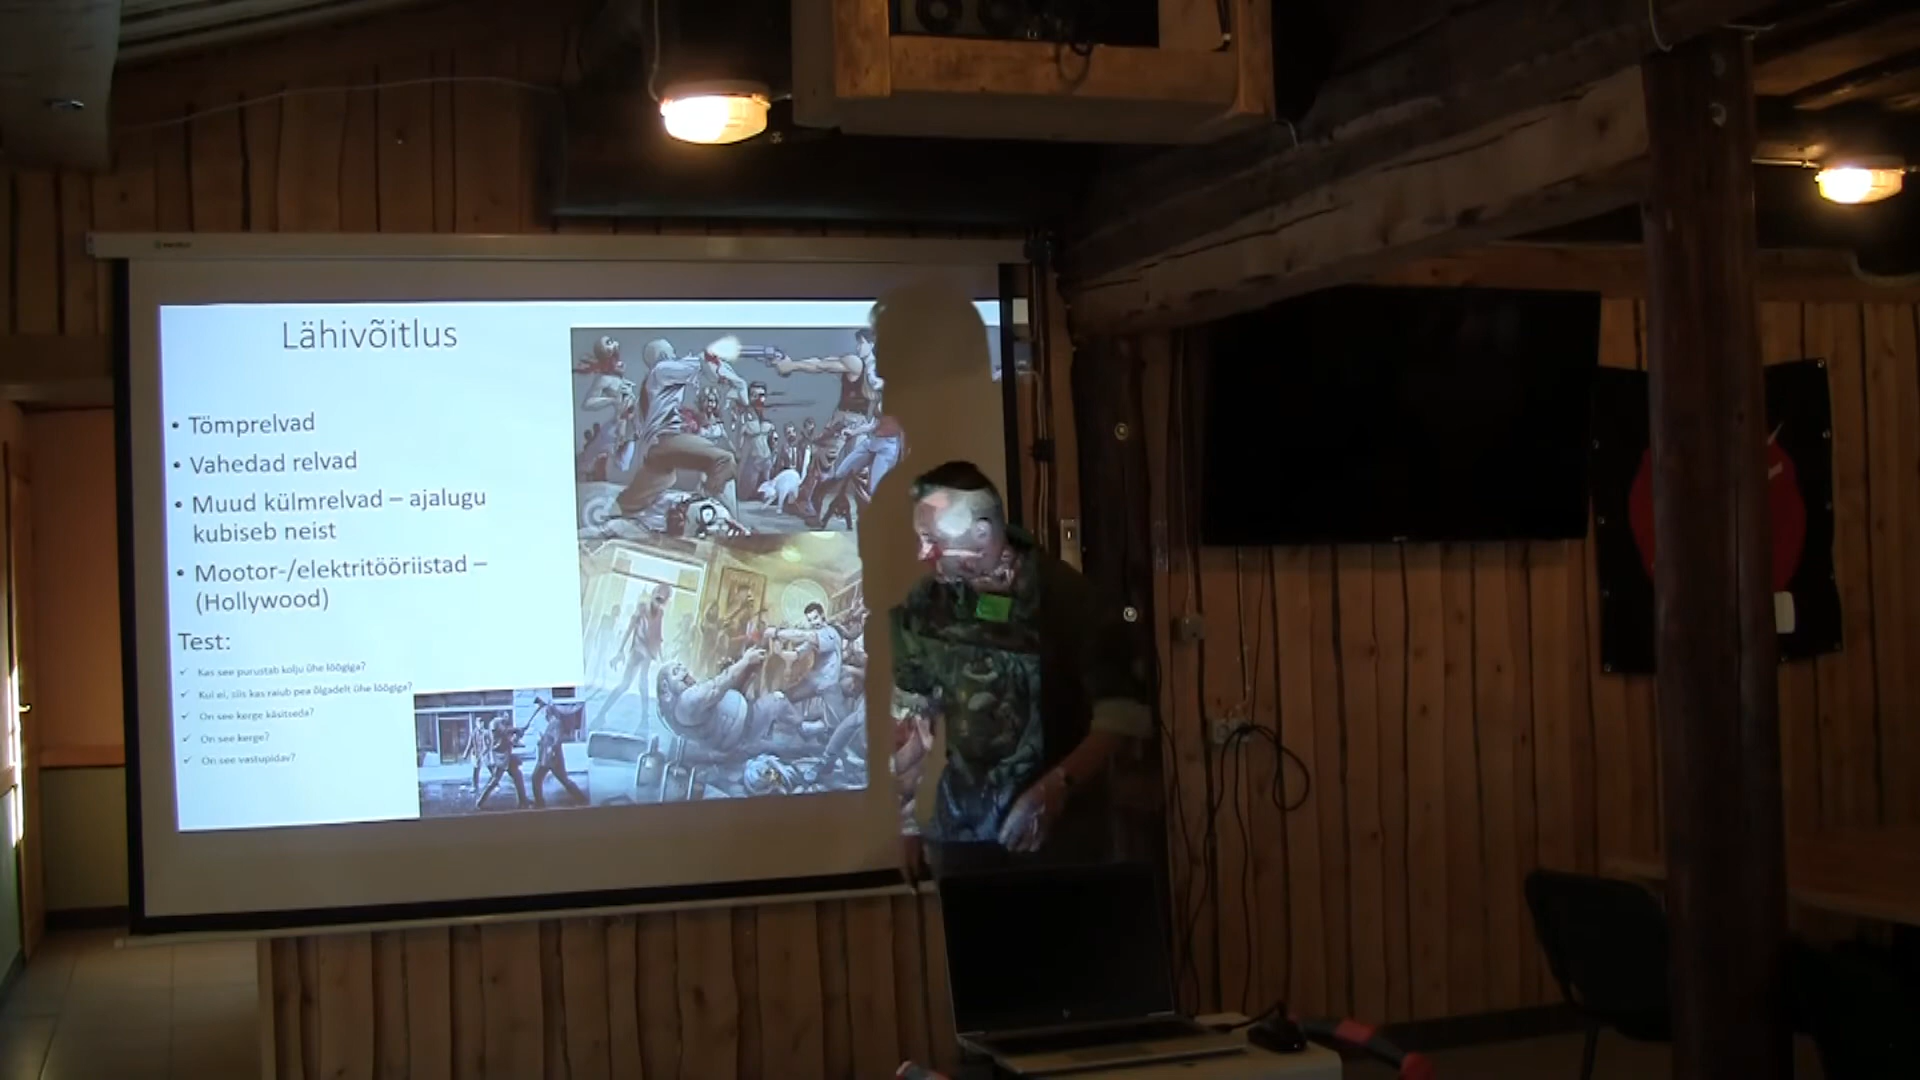 Lähivõitlus
• Tömprelvad
• Vahedad relvad
• Muud külmrelvad – ajalugu
kubiseb neist
• Mootor-/elektritööriistad –
(Hollywood)
Test:
✓ Kas see purustab kolju ühe löögiga?
✓ Kui ei, siis kas raiub pea õlgadelt ühe löögiga?
✓ On see kerge käsitseda?
✓ On see kerge?
✓ On see vastupidav?